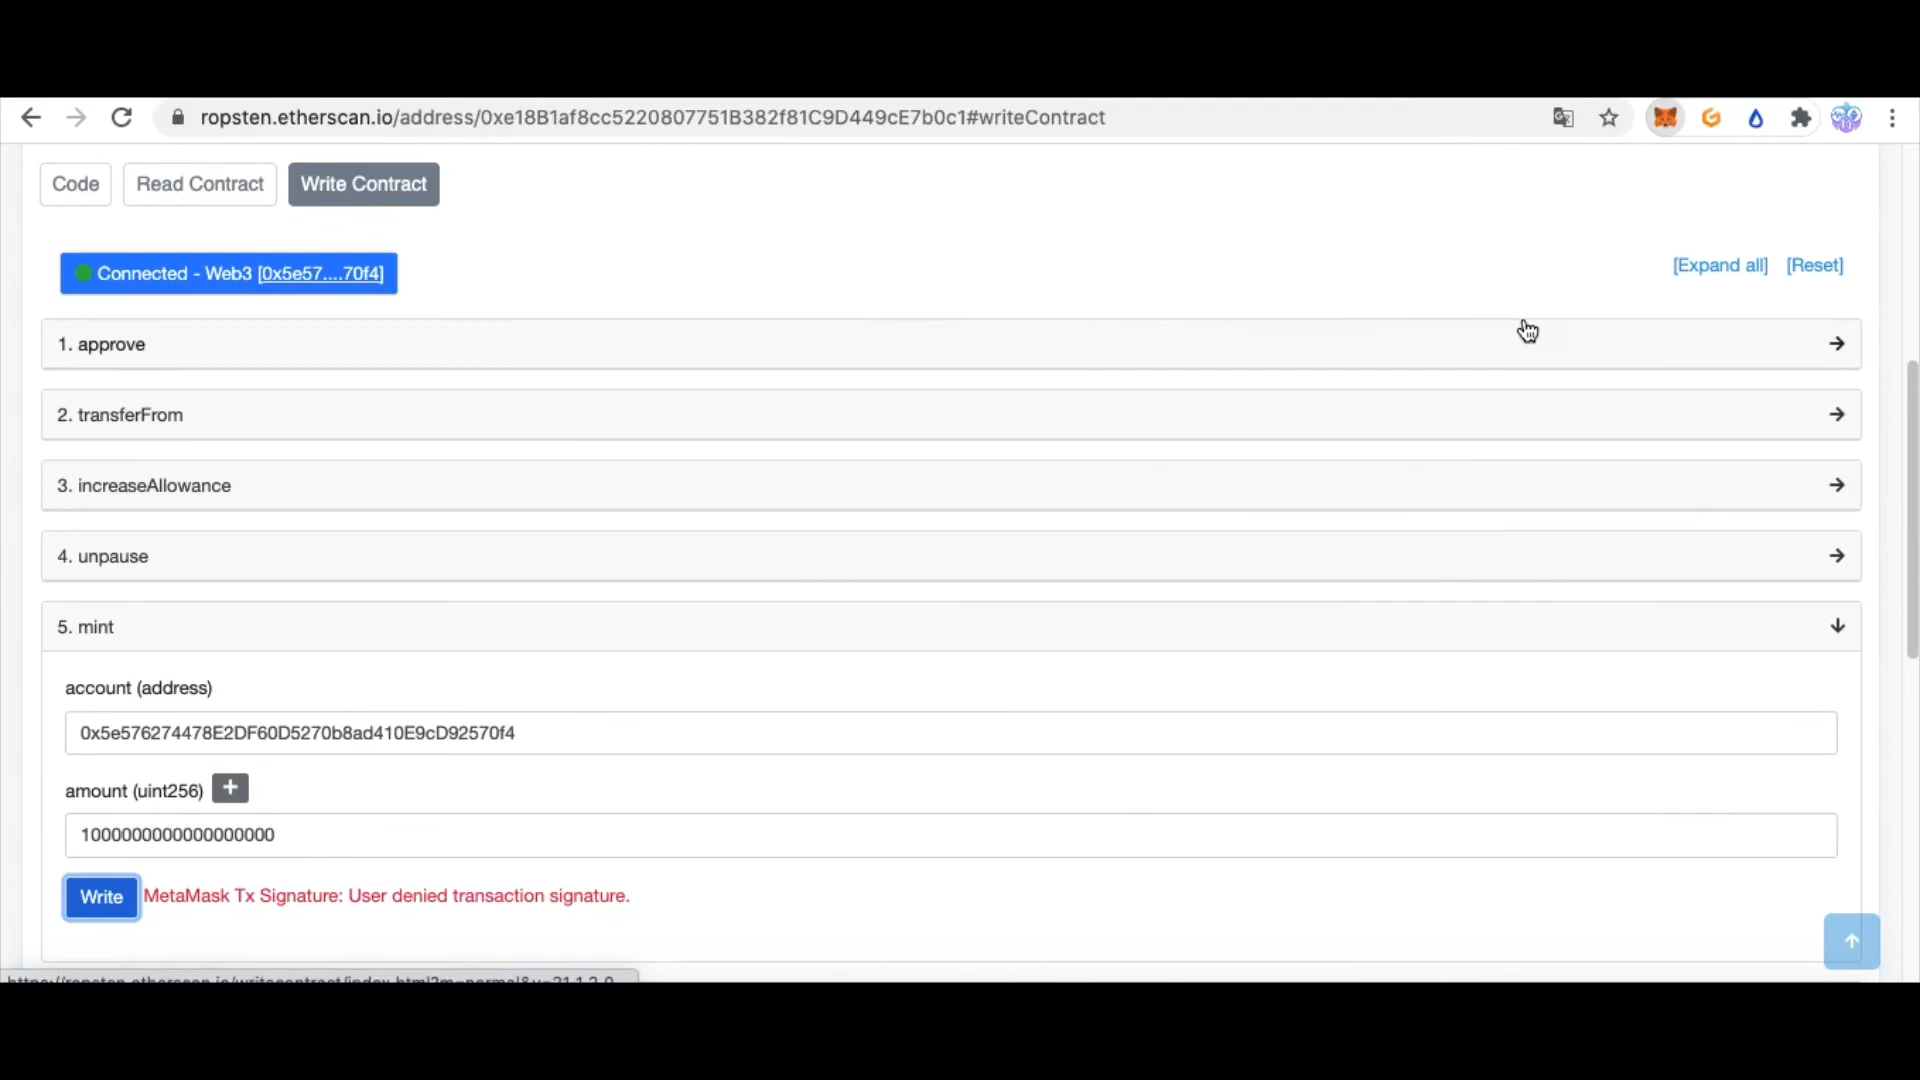 ropsten.etherscan.io/address/0xe18B1af8cc5220807751B382f81C9D449cE7b0c1#writeContract
Code Read Contract Write Contract
Connected - Web3 [0x5e57....70f4] [Expand all] [Reset]
1. approve
2. transferFrom
3. increaseAllowance
4. unpause
5. mint
account (address)
0x5e576274478E2DF60D5270b8ad410E9cD92570f4
amount (uint256) +
1000000000000000000
Write MetaMask Tx Signature: User denied transaction signature.